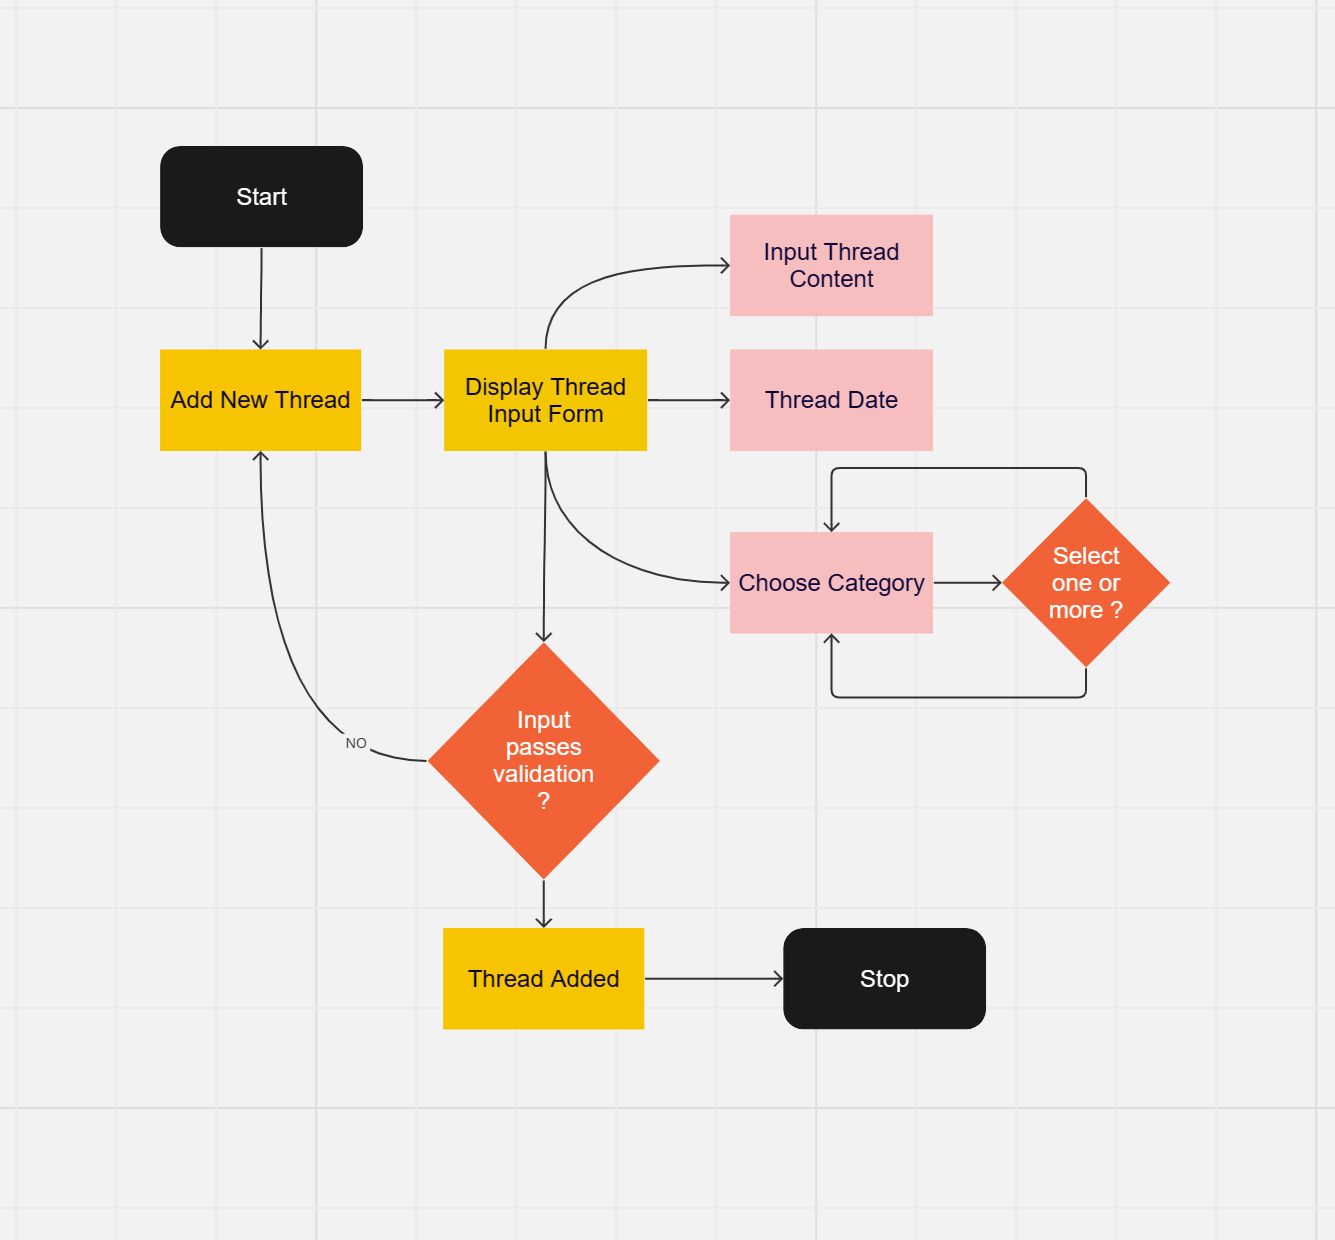 Start
Input Thread
Content
Add New Thread
Display Thread
Input Form
Thread Date
Choose Category
Select
one or
more ?
Input
passes
validation
?
NO
Thread Added
Stop